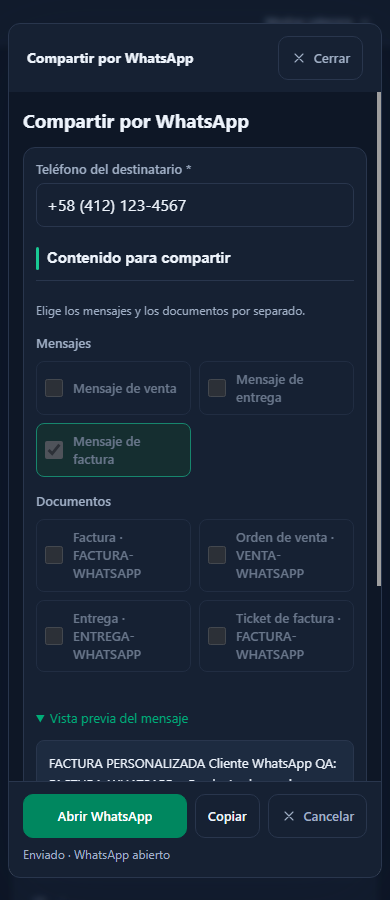 Compartir por WhatsApp
Cerrar
Compartir por WhatsApp
Teléfono del destinatario *
+58 (412) 123-4567
Contenido para compartir
Elige los mensajes y los documentos por separado.
Mensajes
Mensaje de venta
Mensaje de
entrega
Mensaje de
factura
Documentos
Factura ·
FACTURA-
WHATSAPP
Orden de venta ·
VENTA-
WHATSAPP
Entrega ·
ENTREGA-
WHATSAPP
Ticket de factura ·
FACTURA-
WHATSAPP
▼ Vista previa del mensaje
FACTURA PERSONALIZADA Cliente WhatsApp QA:
Abrir WhatsApp
Copiar
Cancelar
Enviado · WhatsApp abierto